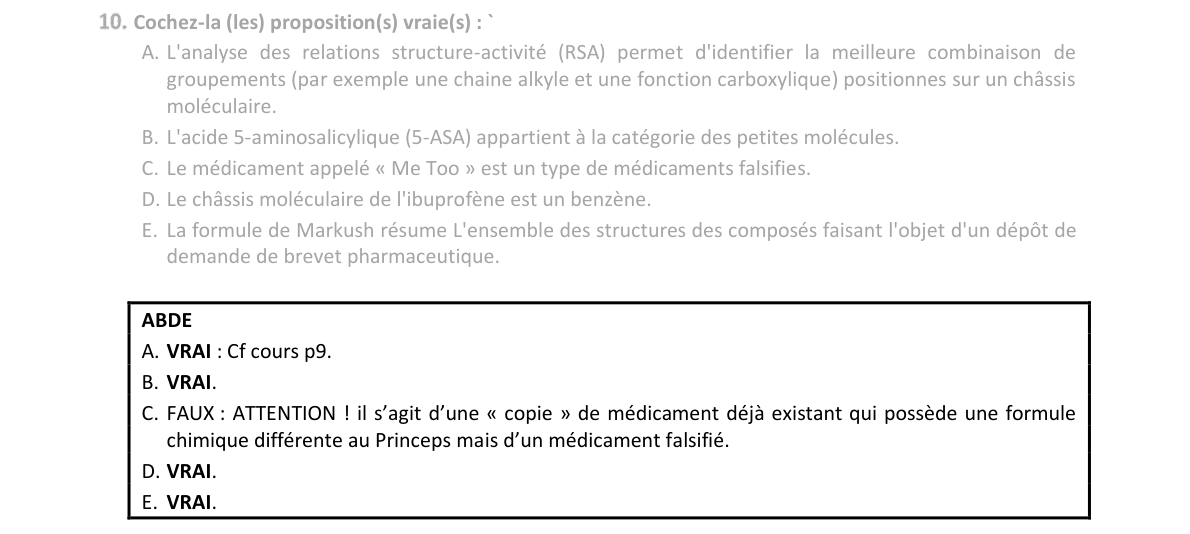 10. Cochez-la (les) proposition(s) vraie(s) : `
A. L'analyse des relations structure-activité (RSA) permet d'identifier la meilleure combinaison de
groupements (par exemple une chaine alkyle et une fonction carboxylique) positionnes sur un châssis
moléculaire.
B. L'acide 5-aminosalicylique (5-ASA) appartient à la catégorie des petites molécules.
C. Le médicament appelé « Me Too » est un type de médicaments falsifies.
D. Le châssis moléculaire de l'ibuprofène est un benzène.
E. La formule de Markush résume L'ensemble des structures des composés faisant l'objet d'un dépôt de
demande de brevet pharmaceutique.
ABDE
A. VRAI : Cf cours p9.
B. VRAI.
C. FAUX : ATTENTION ! il s’agit d’une « copie » de médicament déjà existant qui possède une formule
chimique différente au Princeps mais d’un médicament falsifié.
D. VRAI.
E. VRAI.